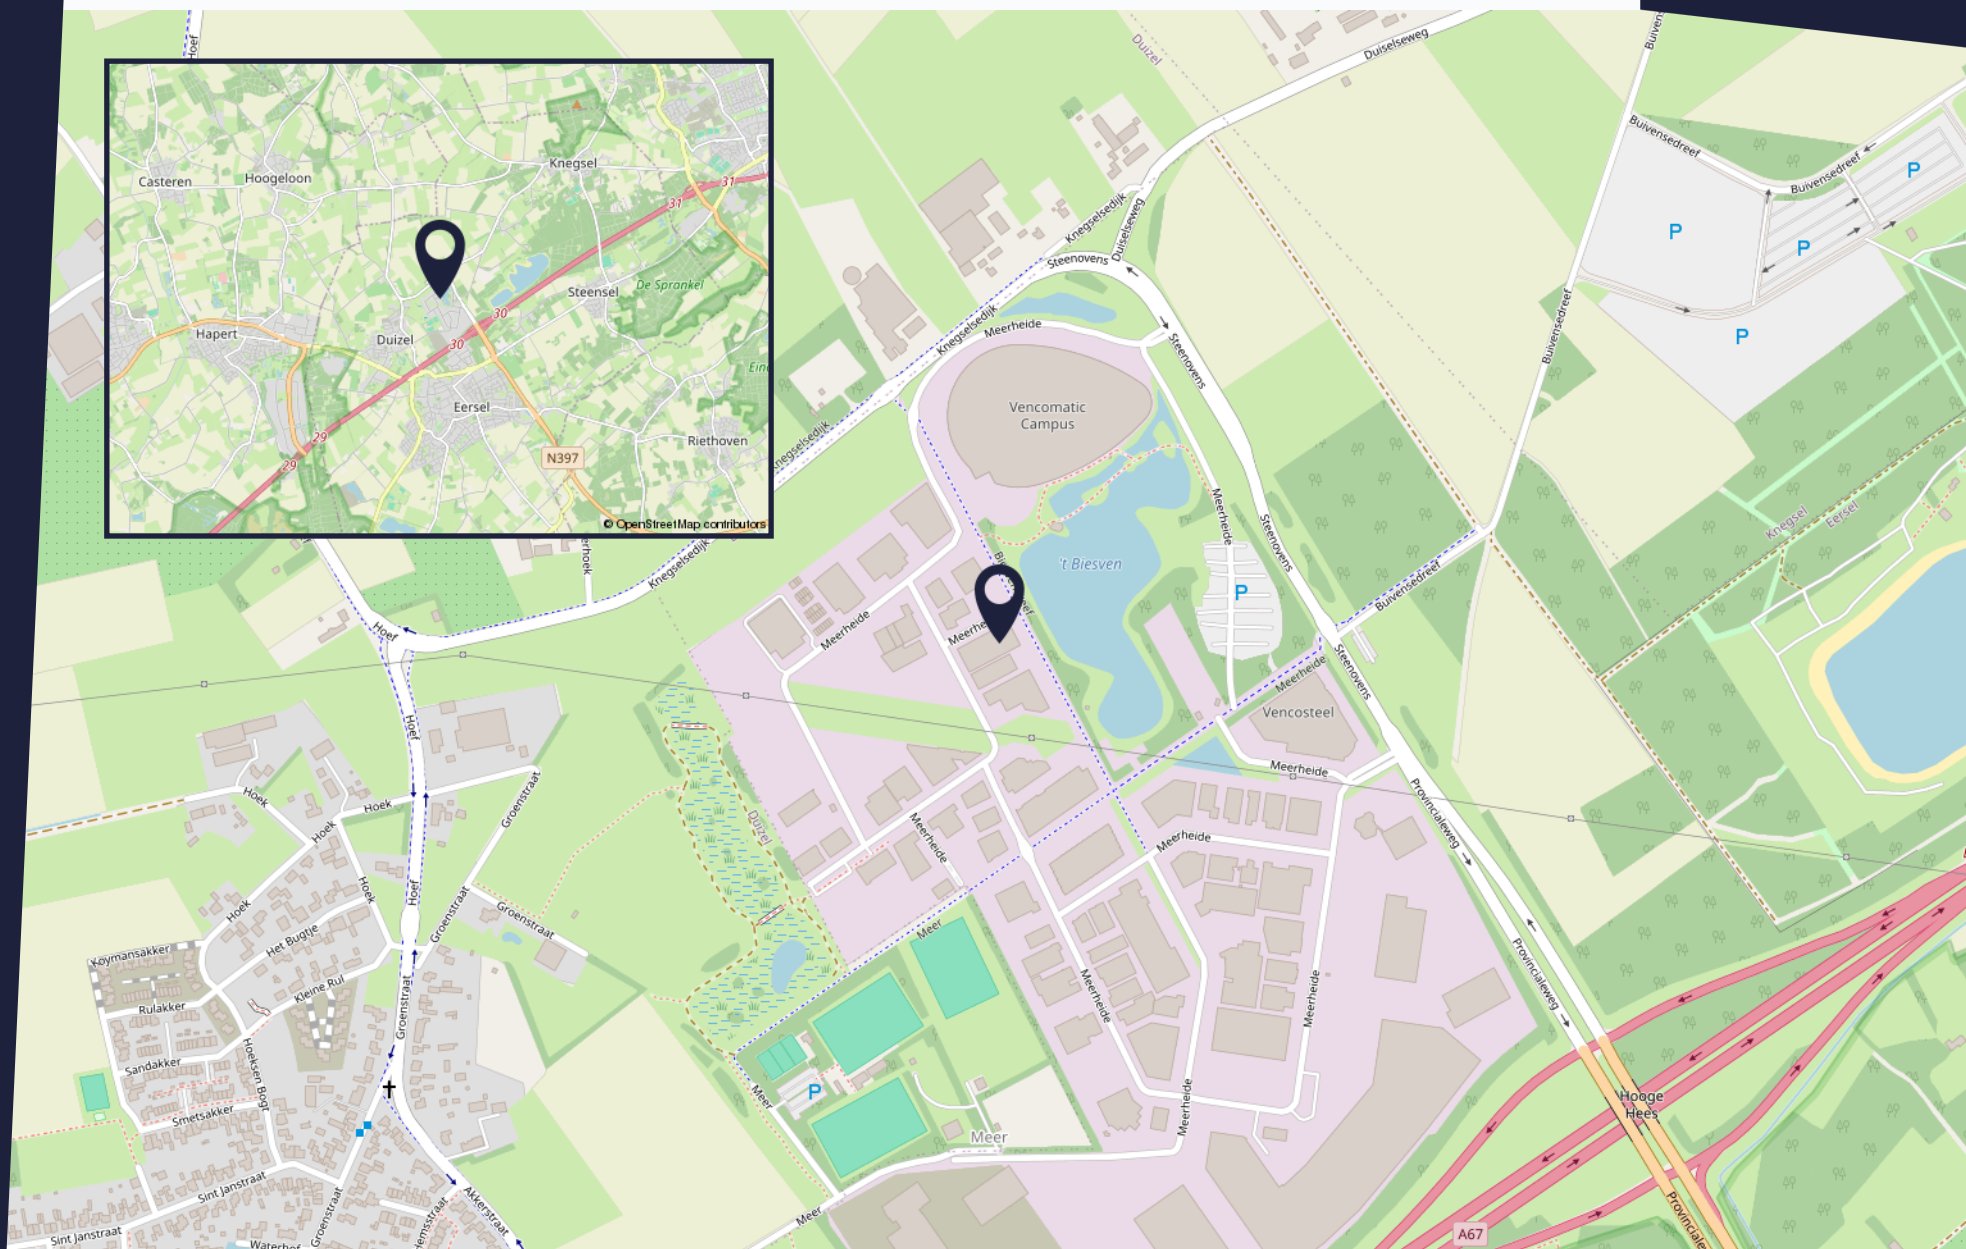 Hoef
Duizel
Duiselseweg
Buivensedreef
Buivensedreef
P
P
P
P
Knegsel
Casteren
Hoogeloon
31
31
Steensel
De Sprankel
30
30
Hapert
Duizel
Eersel
29
29
N397
Riethoven
© OpenStreetMap contributors
Knegselsedijk
Duiselseweg
Steenovens
Knegselsedijk
Meerheide
Steenovens
Buivensedreef
Vencomatic
Campus
Meerheide
Steenovens
't Biesven
P
Buivensedreef
Knegsel
Eersel
Knegselsedijk
Hoef
Meerheide
Meerheide
Steenovens
Vencosteel
Meerheide
Hoef
Hoek
Hoek
Hoek
Groenstraat
Duizel
Meerheide
Meerheide
Provincialeweg
Hoek
Hoef
Hoek
Groenstraat
Groenstraat
Het Bugtje
Koymansakker
Kleine Rul
Rulakker
Groenstraat
Meer
Meerheide
Meerheide
Provincialeweg
Sandakker
Hoeksen Bogt
Smetsakker
Meer
P
Meerheide
Meer
Hooge
Hees
Sint Janstraat
Sint Janstraat
Groenstraat
Akkerstraat
Meer
A67